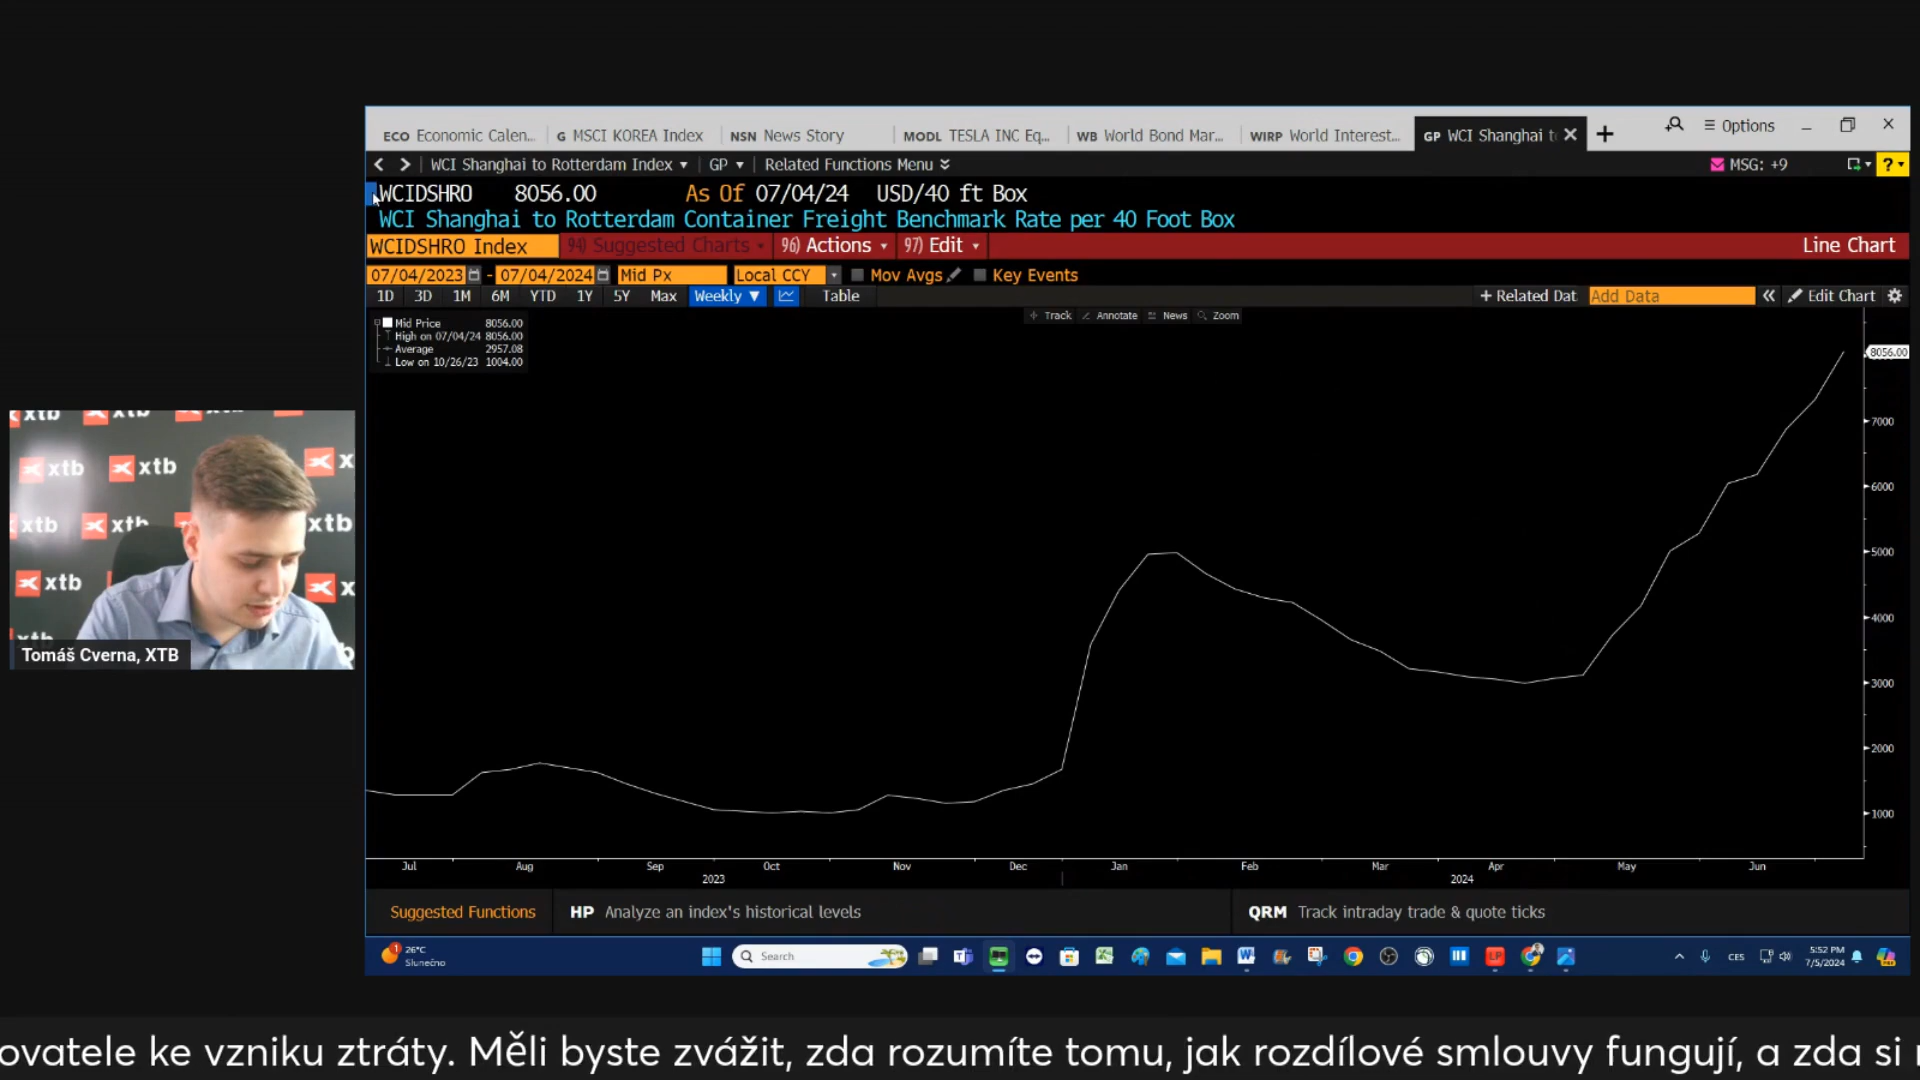 ECO Economic Calen...
G MSCI KOREA Index
NSN News Story
MODL TESLA INC Eq...
WB World Bond Mar...
WIRP World Interest...
GP WCI Shanghai t
Options
WCI Shanghai to Rotterdam Index
GP
Related Functions Menu
MSG: +9
?
WCIDSHRO 8056.00 As Of 07/04/24 USD/40 ft Box
WCI Shanghai to Rotterdam Container Freight Benchmark Rate per 40 Foot Box
WCIDSHRO Index
94) Suggested Charts
96) Actions
97) Edit
Line Chart
07/04/2023 - 07/04/2024
Mid Px
Local CCY
Mov Avgs
Key Events
1D 3D 1M 6M YTD 1Y 5Y Max Weekly ▼ Table
+ Related Dat
Add Data
« Edit Chart
Track Annotate News Zoom
Mid Price 8056.00
High on 07/04/24 8056.00
Average 2957.08
Low on 10/26/23 1004.00
8056.00
7000
6000
5000
4000
3000
2000
1000
Jul Aug Sep Oct Nov Dec Jan Feb Mar Apr May Jun
2023 2024
xtb
xtb
xtb
xtb
xtb
xtb
xtb
Tomáš Cverna, XTB
Suggested Functions
HP Analyze an index's historical levels
QRM Track intraday trade & quote ticks
1
26°C
Slunečno
Search
CES
5:52 PM
7/5/2024
ovatele ke vzniku ztráty. Měli byste zvážit, zda rozumíte tomu, jak rozdílové smlouvy fungují, a zda si